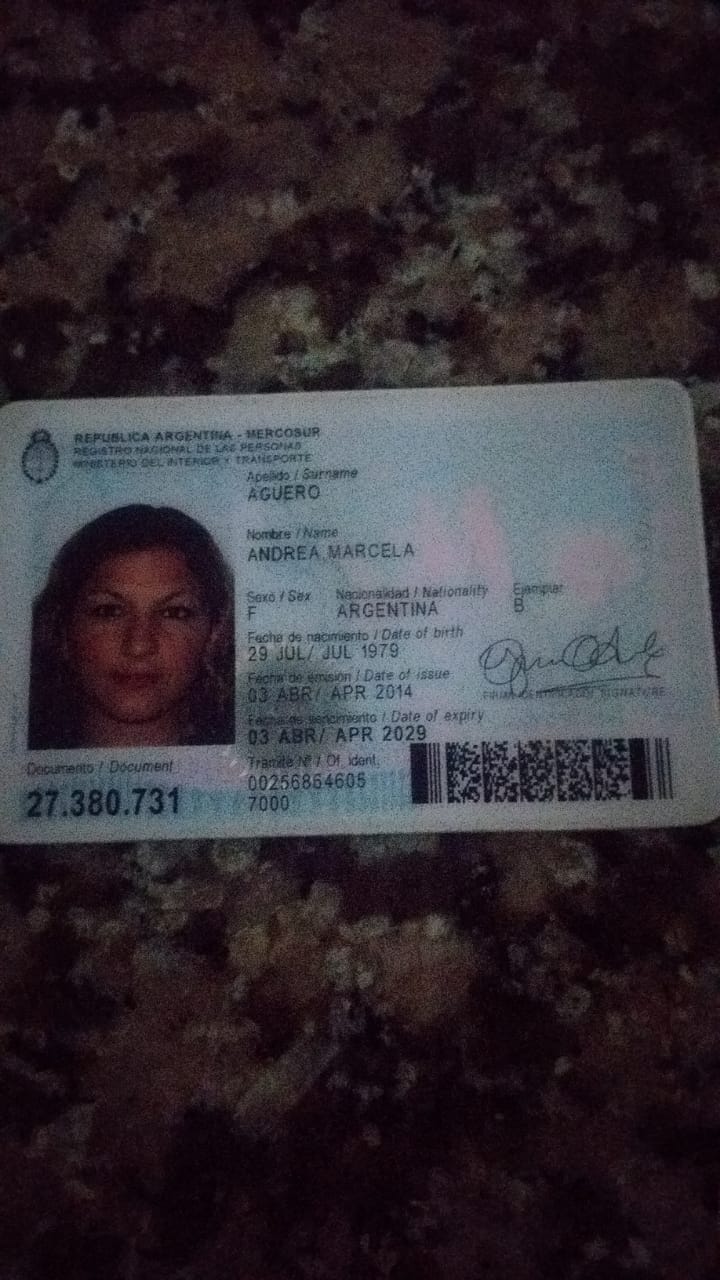 REPUBLICA ARGENTINA - MERCOSUR
REGISTRO NACIONAL DE LAS PERSONAS
MINISTERIO DEL INTERIOR Y TRANSPORTE
Apellido / Surname
AGUERO
Nombre / Name
ANDREA MARCELA
Sexo / Sex Nacionalidad / Nationality Ejemplar
F ARGENTINA B
Fecha de nacimiento / Date of birth
29 JUL/ JUL 1979
Fecha de emisión / Date of issue
03 ABR/ APR 2014
FIRMA IDENTIFICADO/ SIGNATURE
Fecha de vencimiento / Date of expiry
03 ABR/ APR 2029
Documento / Document
27.380.731
Trámite Nº / Of. Ident.
00256864605
7000